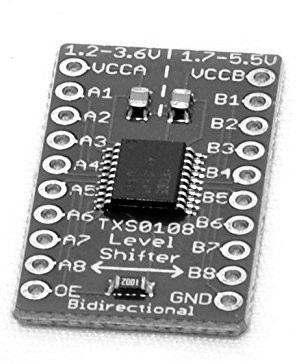 1.2-3.6V | 1.7-5.5V
VCCA VCCB
A1 B1
A2 B2
A3 B3
A4 B4
A5 B5
A6 B6
A7 B7
A8 B8
OE GND
TXS0108
Level
Shifter
Bidirectional